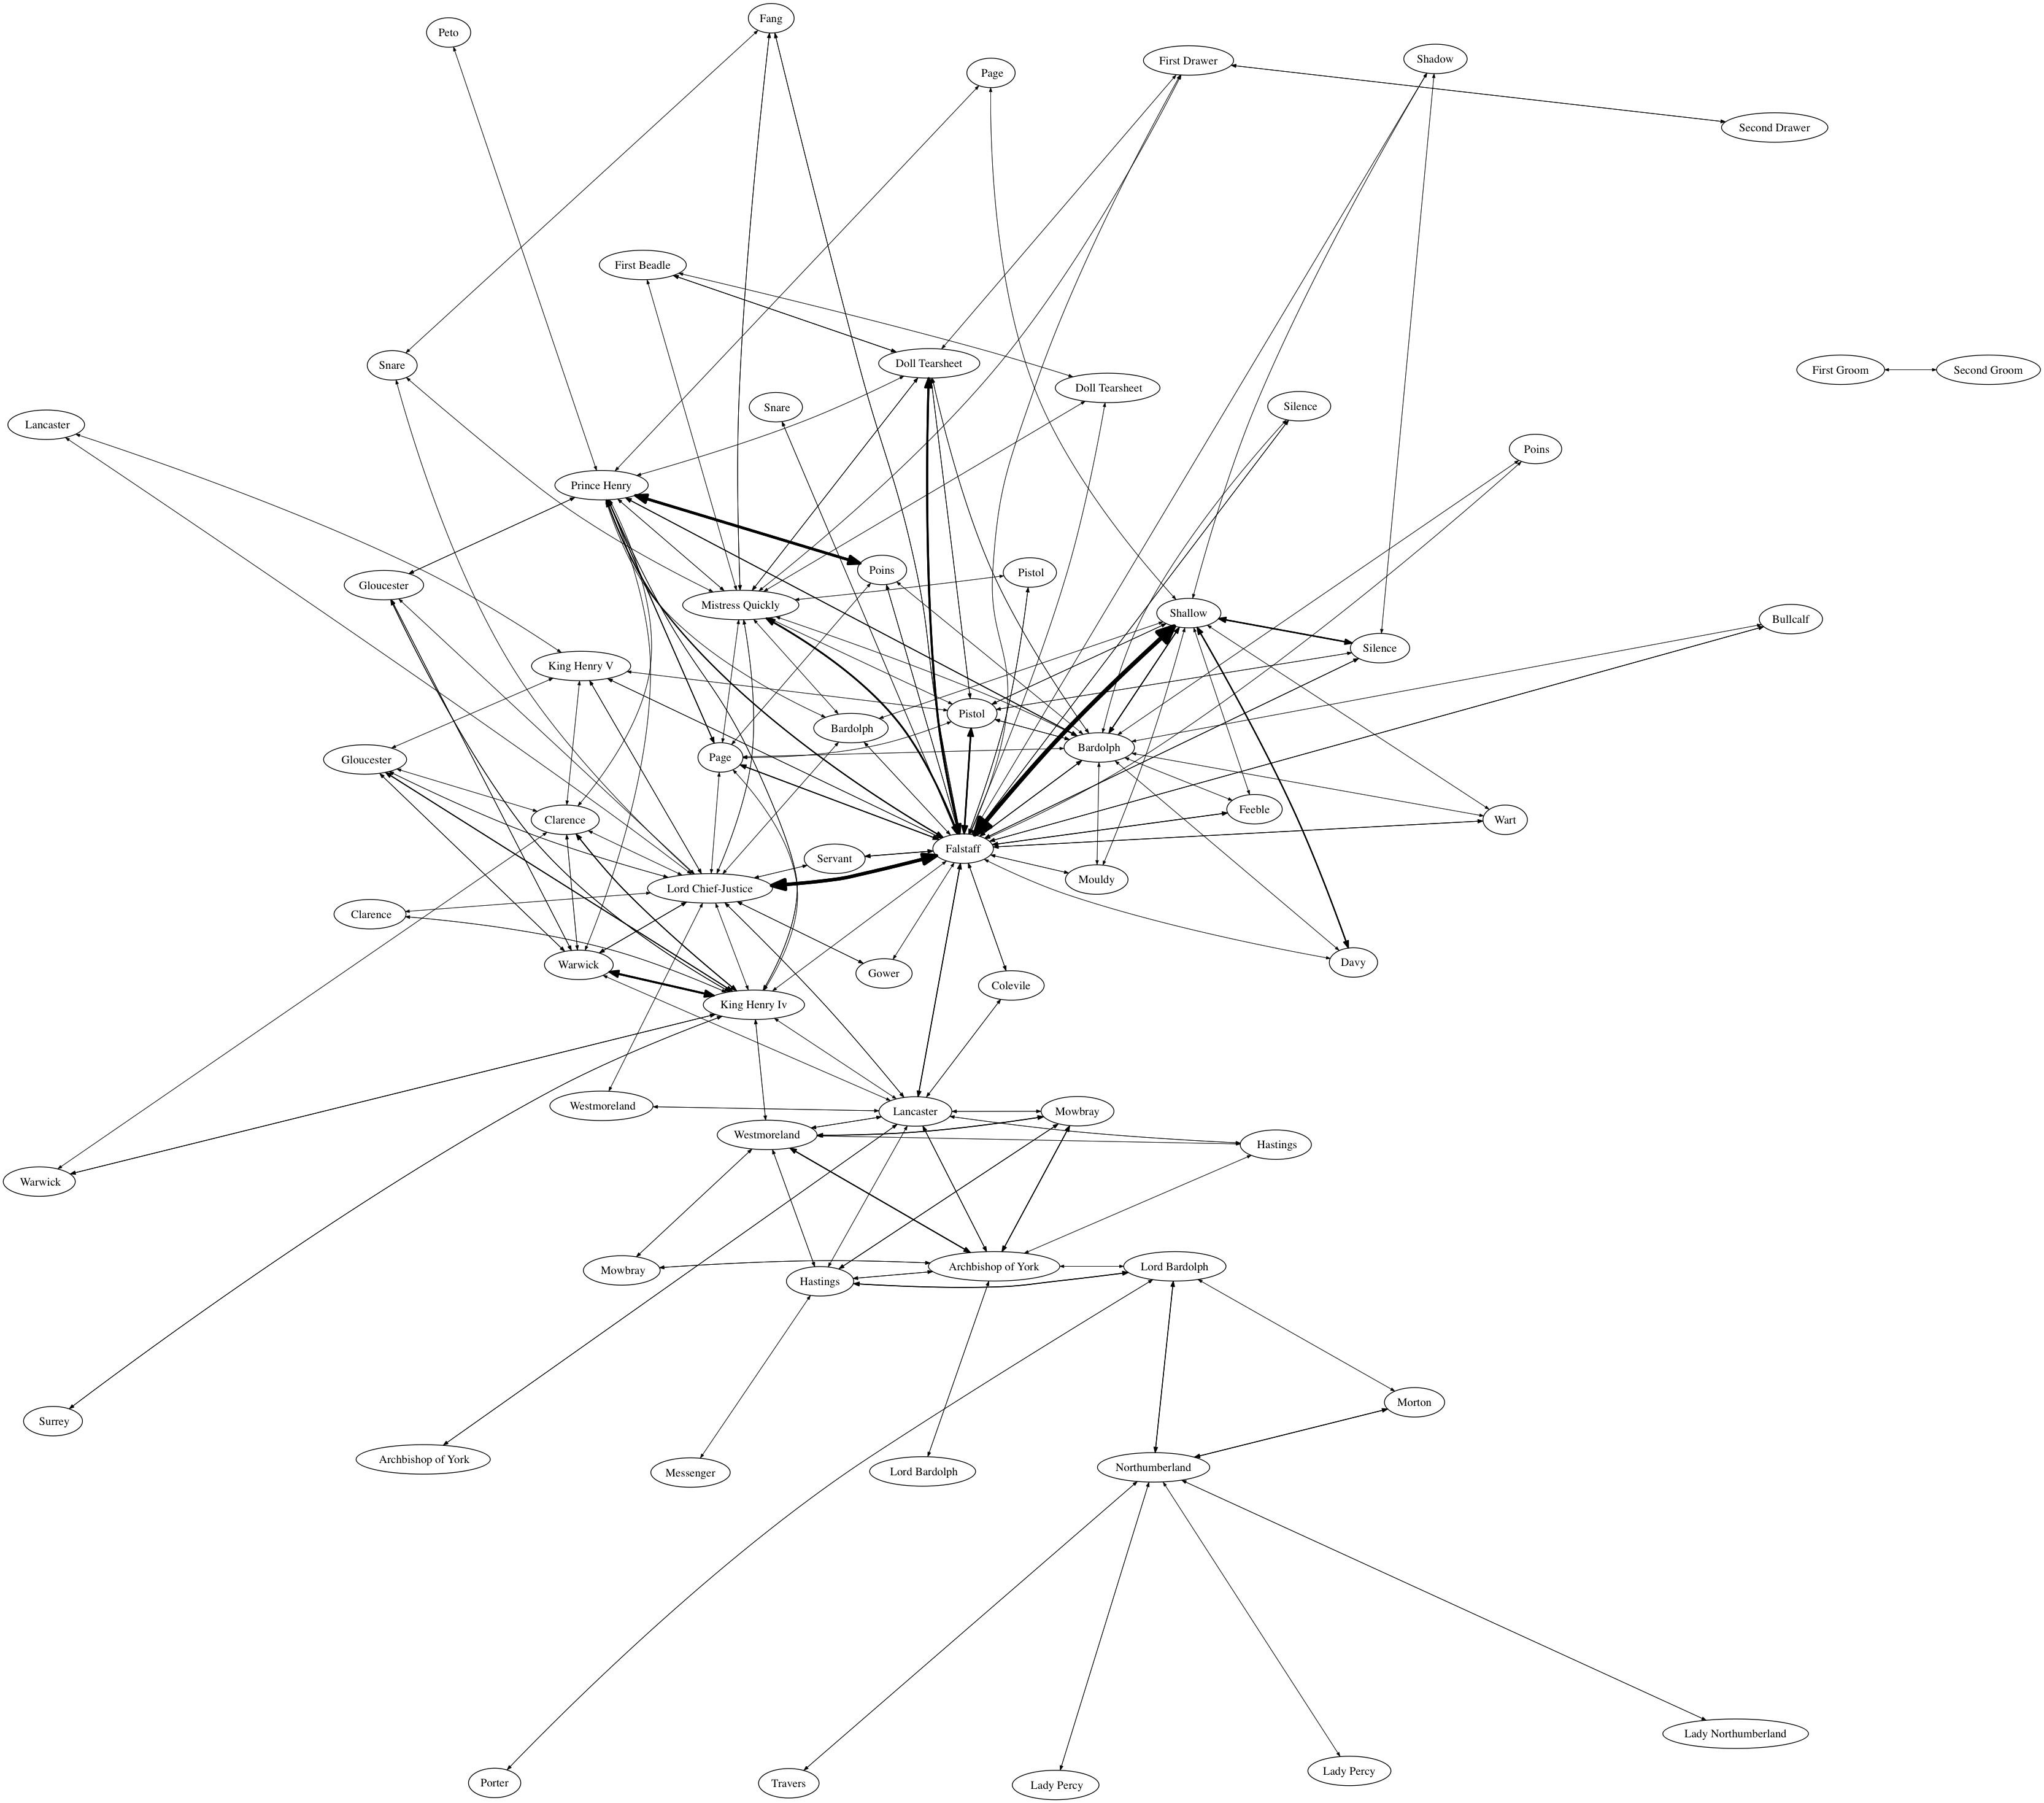 Fang
Peto
Shadow
First Drawer
Page
Second Drawer
First Beadle
Doll Tearsheet
Snare
First Groom
Second Groom
Doll Tearsheet
Silence
Snare
Lancaster
Poins
Prince Henry
Poins
Pistol
Gloucester
Mistress Quickly
Shallow
Bullcalf
Silence
King Henry V
Pistol
Bardolph
Bardolph
Page
Gloucester
Feeble
Clarence
Wart
Falstaff
Servant
Mouldy
Lord Chief-Justice
Clarence
Davy
Warwick
Gower
Colevile
King Henry Iv
Westmoreland
Lancaster
Mowbray
Westmoreland
Hastings
Warwick
Archbishop of York
Lord Bardolph
Mowbray
Hastings
Morton
Surrey
Archbishop of York
Northumberland
Lord Bardolph
Messenger
Lady Northumberland
Lady Percy
Porter
Travers
Lady Percy